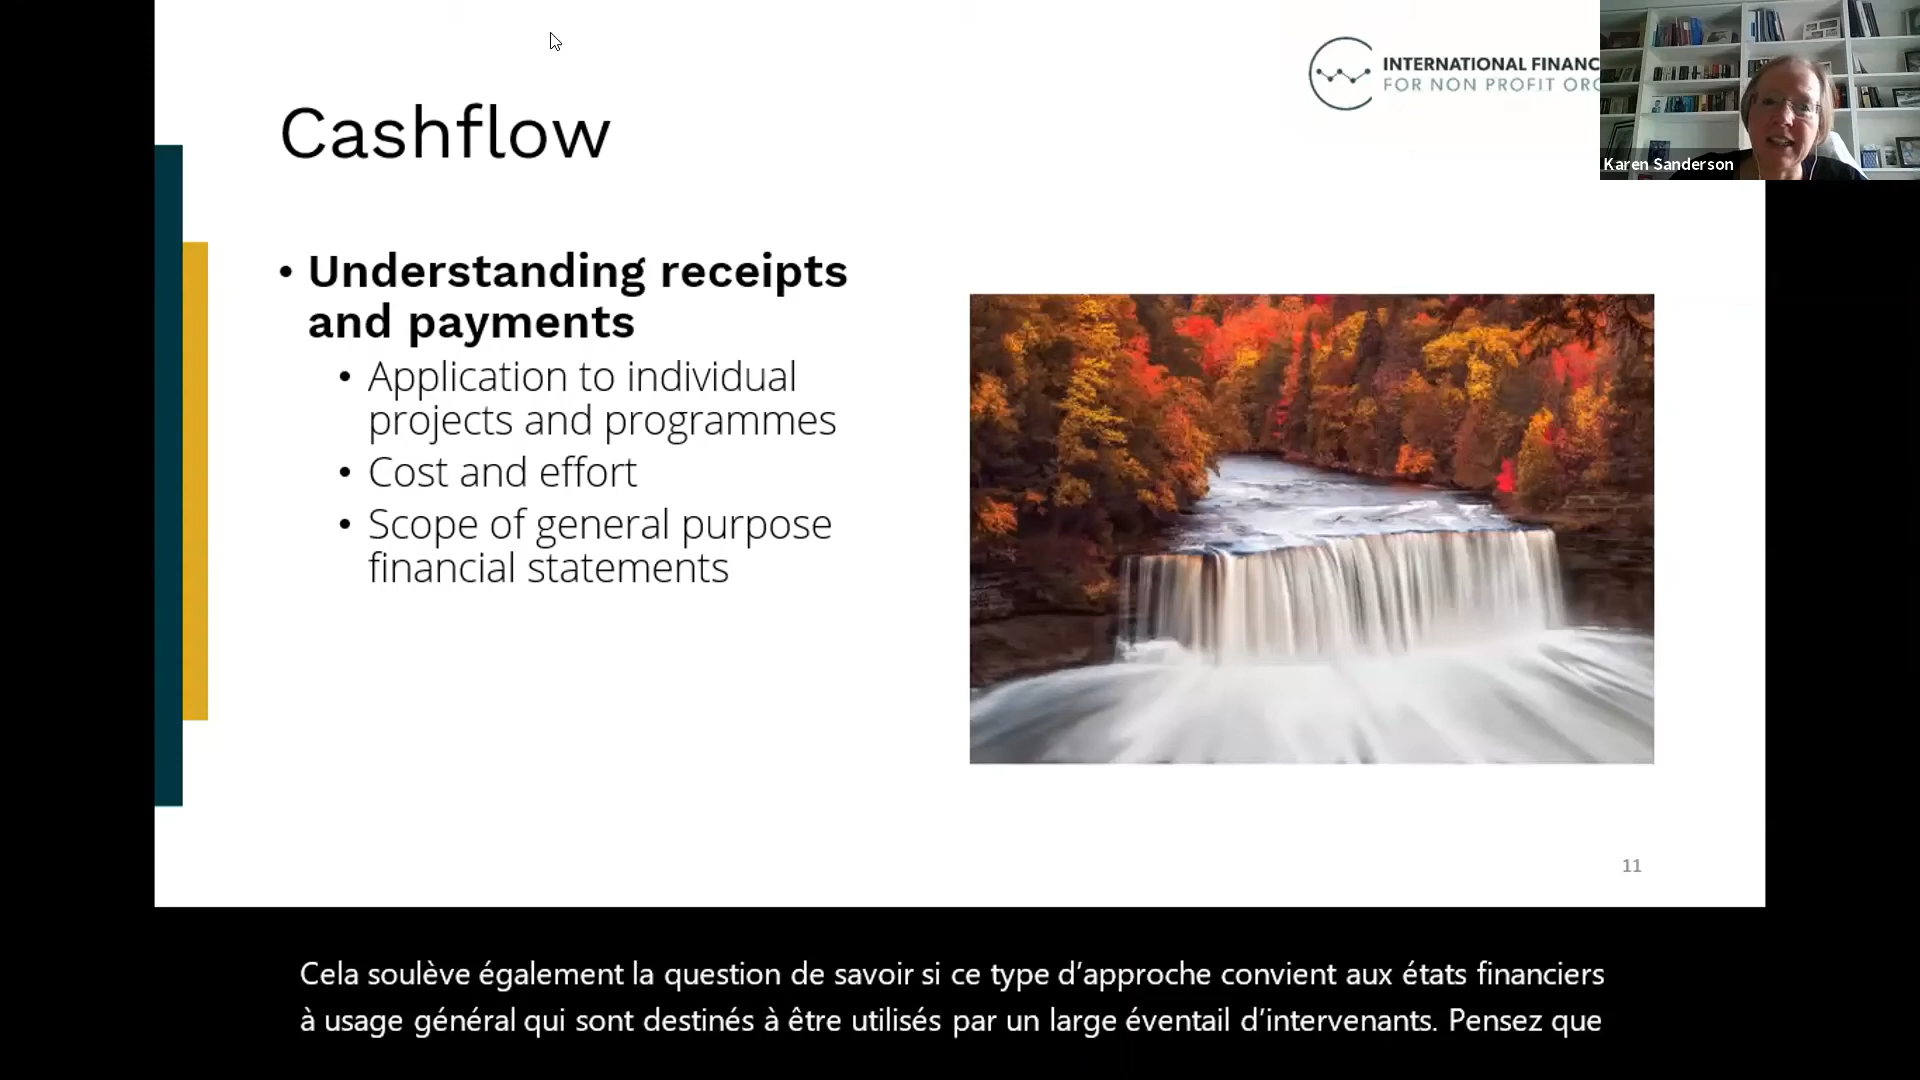 INTERNATIONAL FINANC
FOR NON PROFIT ORG
Karen Sanderson
Cashflow
• Understanding receipts
and payments
• Application to individual
projects and programmes
• Cost and effort
• Scope of general purpose
financial statements
11
Cela soulève également la question de savoir si ce type d’approche convient aux états financiers
à usage général qui sont destinés à être utilisés par un large éventail d’intervenants. Pensez que